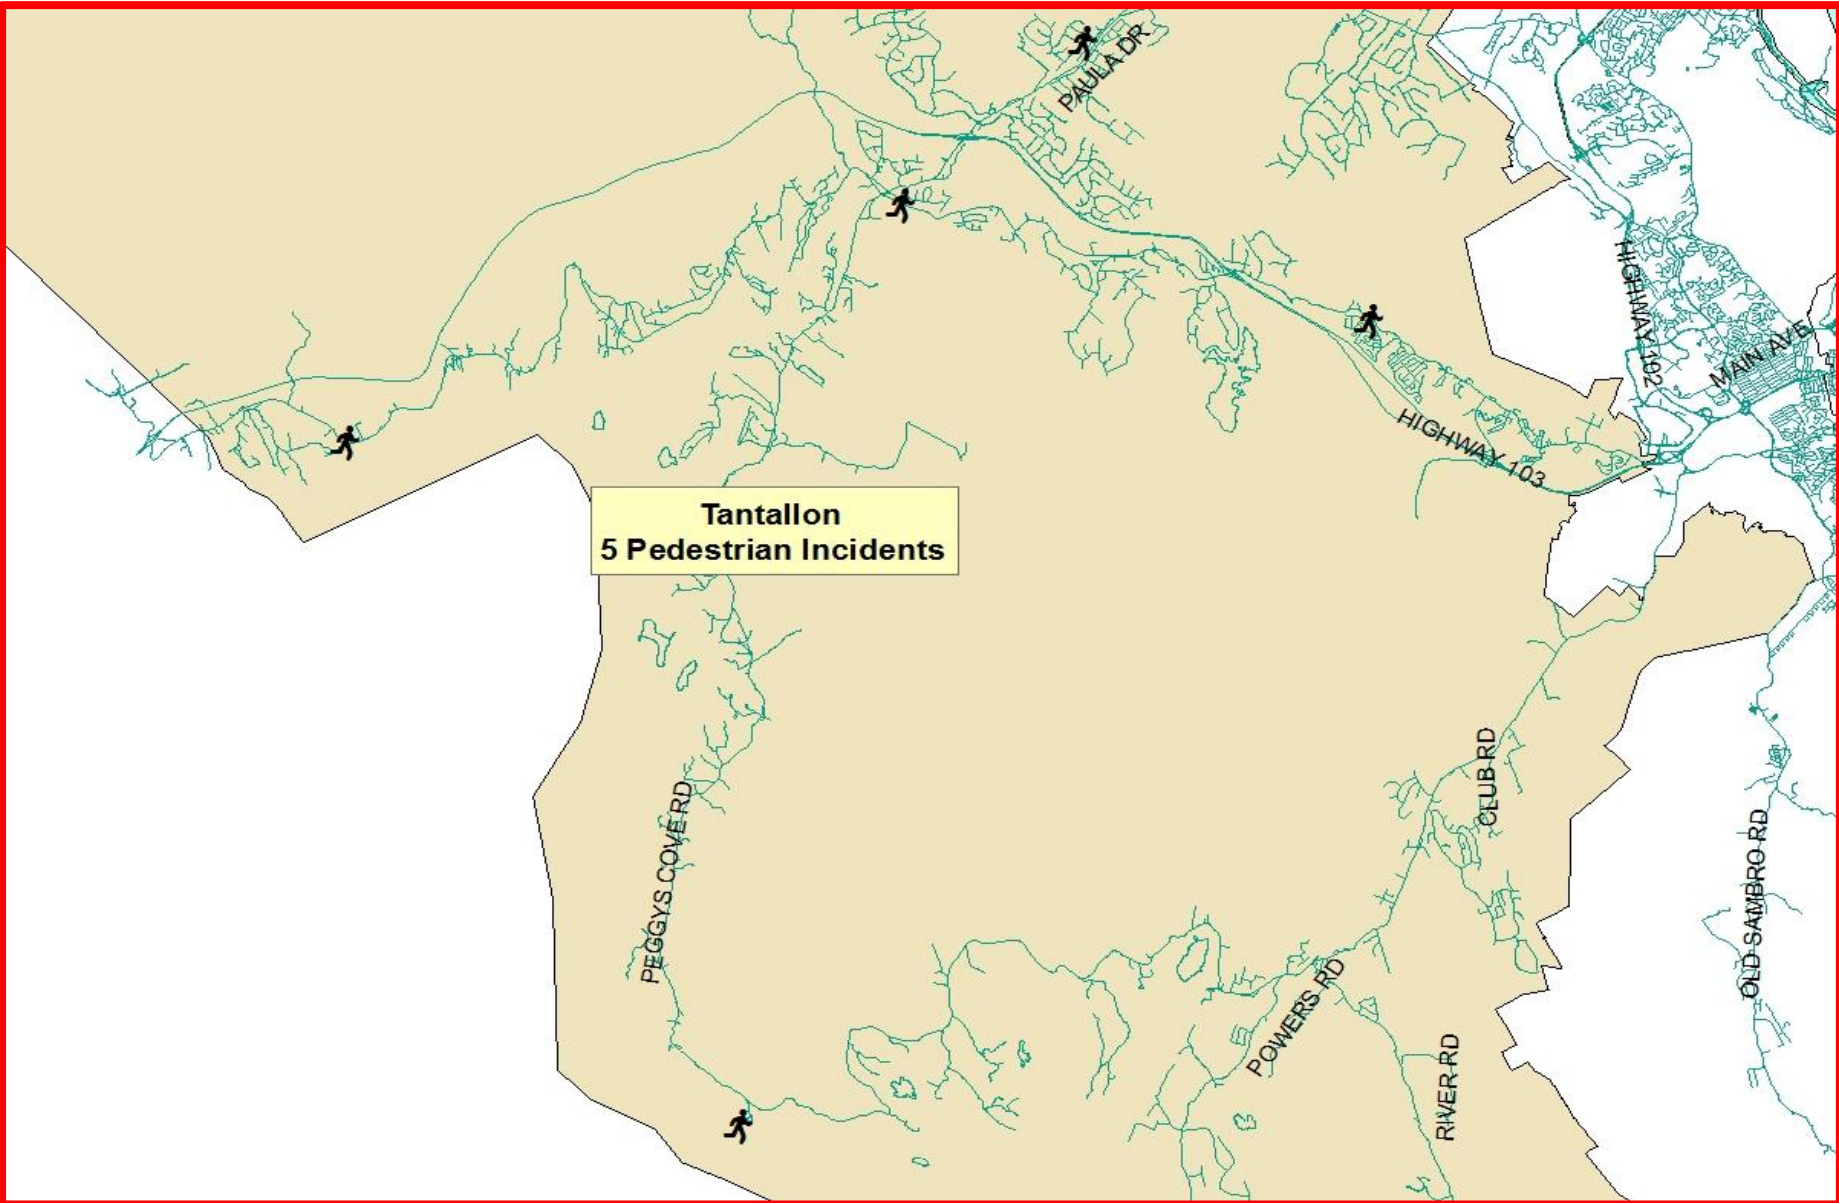 PAULA DR
HIGHWAY 102
MAIN AVE
HIGHWAY 103
Tantallon
5 Pedestrian Incidents
PEGGYS COVE RD
CLUB RD
OLD SAMBRO RD
POWERS RD
RIVER RD